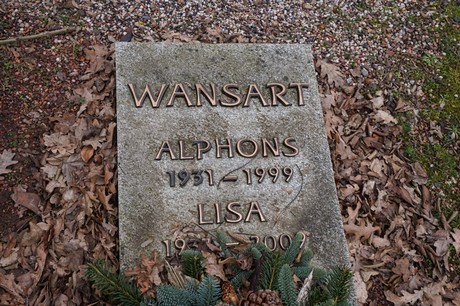 WANSART
ALPHONS
1931 – 1999
LISA